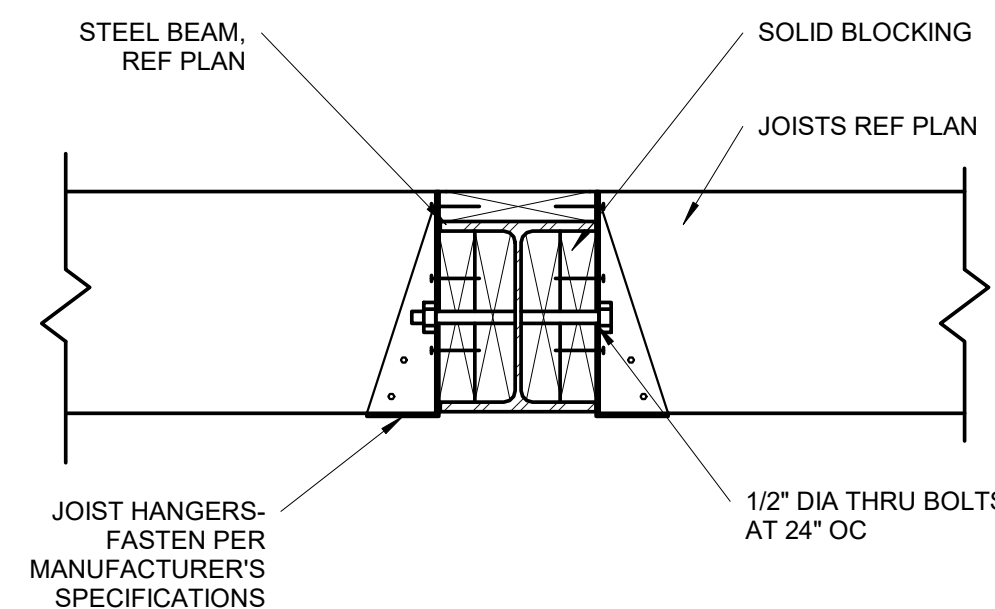 STEEL BEAM,
REF PLAN
SOLID BLOCKING
JOISTS REF PLAN
JOIST HANGERS-
FASTEN PER
MANUFACTURER'S
SPECIFICATIONS
1/2" DIA THRU BOLTS
AT 24" OC